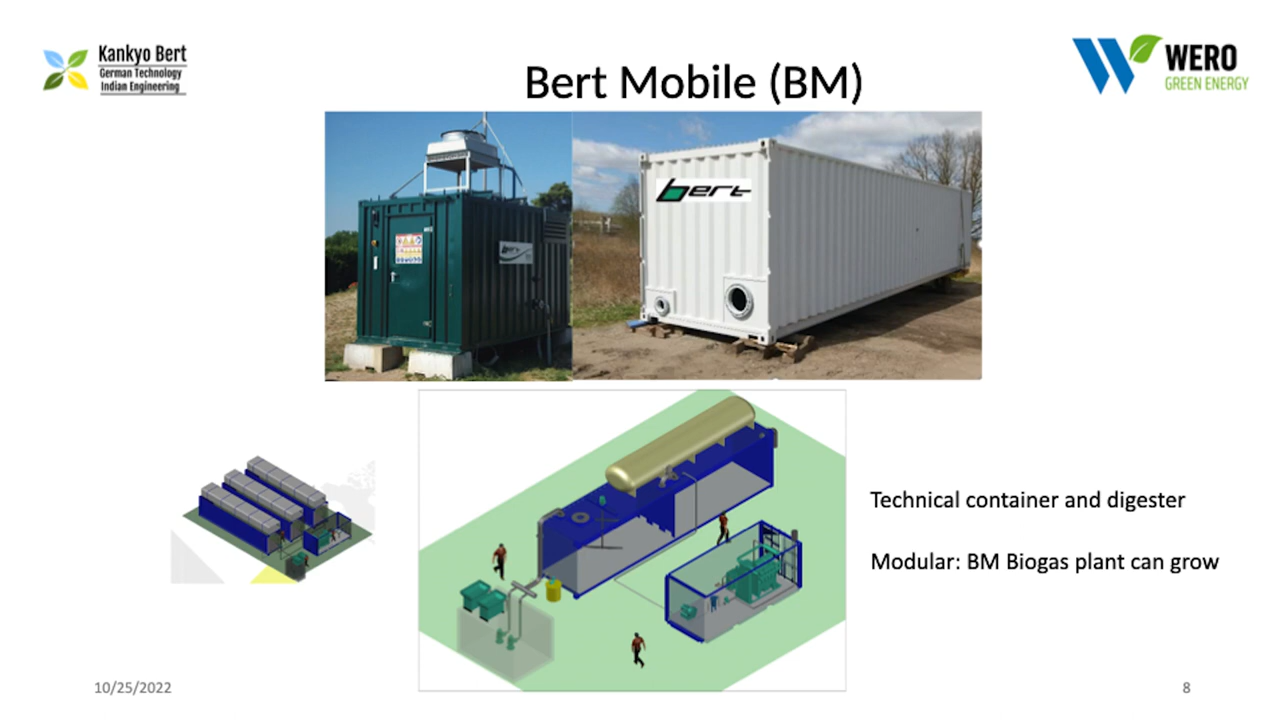 Kankyo Bert
German Technology
Indian Engineering
WERO
GREEN ENERGY
Bert Mobile (BM)
bert
bert
Technical container and digester
Modular: BM Biogas plant can grow
10/25/2022
8